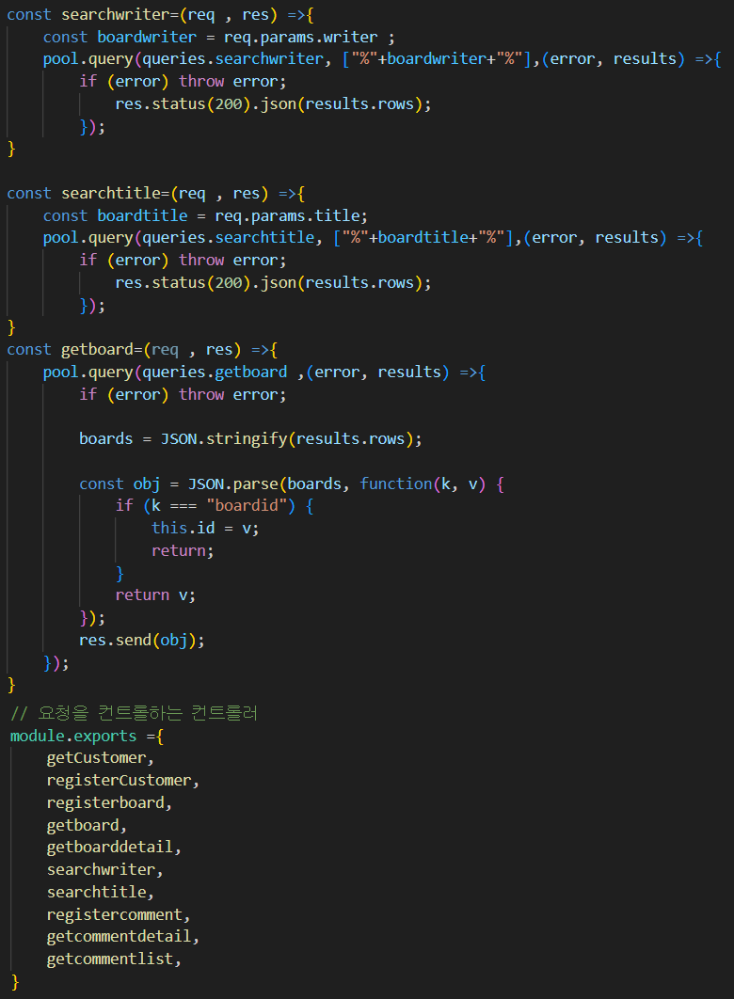 const searchwriter=(req , res) =>{
    const boardwriter = req.params.writer ;
    pool.query(queries.searchwriter, ["%"+boardwriter+"%"],(error, results) =>{
        if (error) throw error;
            res.status(200).json(results.rows);
        });
}

const searchtitle=(req , res) =>{
    const boardtitle = req.params.title;
    pool.query(queries.searchtitle, ["%"+boardtitle+"%"],(error, results) =>{
        if (error) throw error;
            res.status(200).json(results.rows);
        });
}
const getboard=(req , res) =>{
    pool.query(queries.getboard ,(error, results) =>{
        if (error) throw error;

        boards = JSON.stringify(results.rows);

        const obj = JSON.parse(boards, function(k, v) {
            if (k === "boardid") {
                this.id = v;
                return;
            }
            return v;
        });
        res.send(obj);
    });
}
// 요청을 컨트롤하는 컨트롤러
module.exports ={
    getCustomer,
    registerCustomer,
    registerboard,
    getboard,
    getboarddetail,
    searchwriter,
    searchtitle,
    registercomment,
    getcommentdetail,
    getcommentlist,
}